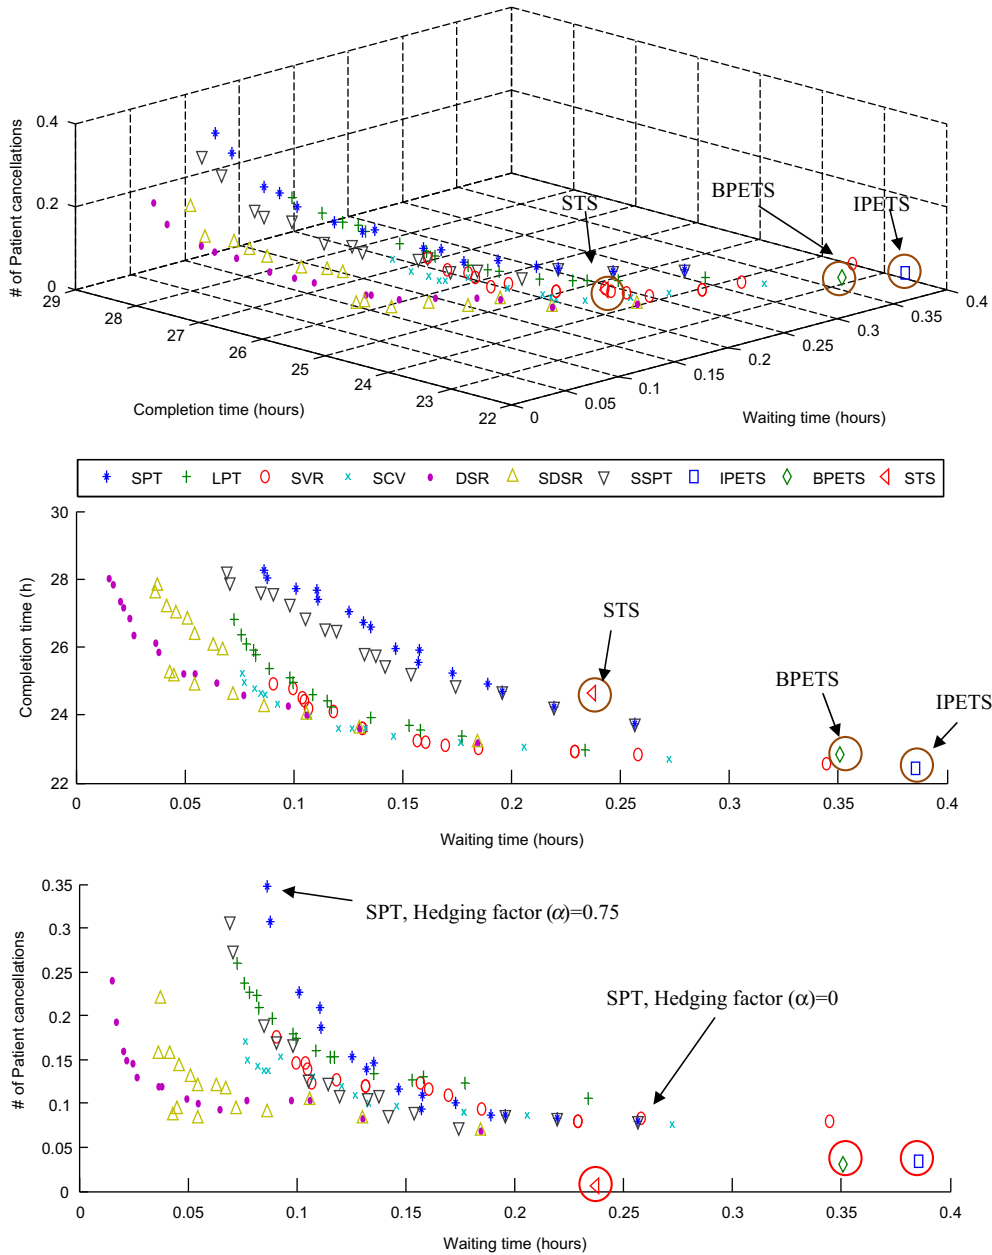 0.4
0.2
0
29
28
27
26
25
24
23
22
0
0.05
0.1
0.15
0.2
0.25
0.3
0.35
0.4
# of Patient cancellations
Completion time (hours)
Waiting time (hours)
STS
BPETS
IPETS
SPT LPT SVR SCV DSR SDSR SSPT IPETS BPETS STS
30
28
26
24
22
Completion time (h)
STS
BPETS
IPETS
0 0.05 0.1 0.15 0.2 0.25 0.3 0.35 0.4
Waiting time (hours)
0.35
0.3
0.25
0.2
0.15
0.1
0.05
0
# of Patient cancellations
SPT, Hedging factor (α)=0.75
SPT, Hedging factor (α)=0
0 0.05 0.1 0.15 0.2 0.25 0.3 0.35 0.4
Waiting time (hours)